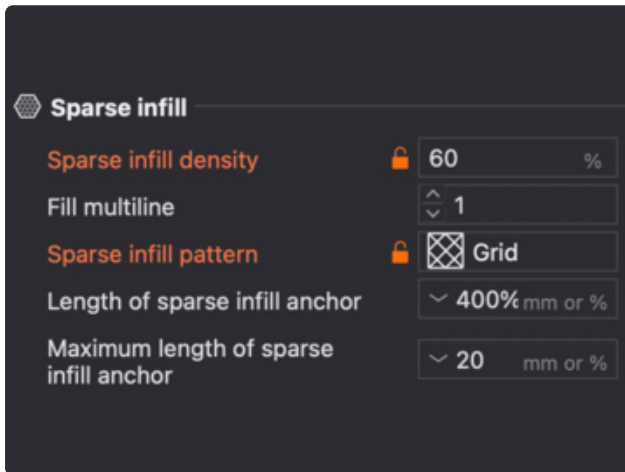 Sparse infill
Sparse infill density 60 %
Fill multiline 1
Sparse infill pattern Grid
Length of sparse infill anchor 400% mm or %
Maximum length of sparse
infill anchor 20 mm or %